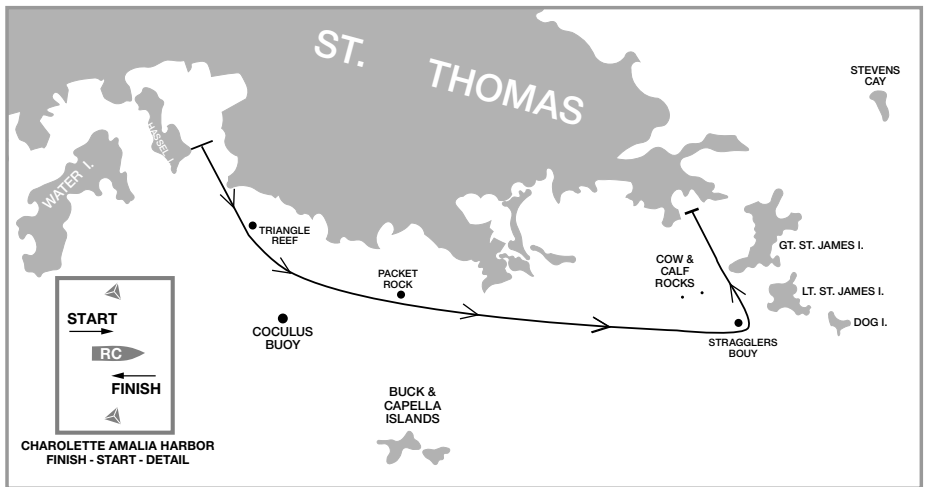 ST. THOMAS
STEVENS
CAY
HASSEL I.
WATER I.
TRIANGLE
REEF
GT. ST. JAMES I.
COW &
CALF
ROCKS
PACKET
ROCK
LT. ST. JAMES I.
DOG I.
START
COCULUS
BUOY
STRAGGLERS
BOUY
RC
FINISH
BUCK &
CAPELLA
ISLANDS
CHAROLETTE AMALIA HARBOR
FINISH - START - DETAIL